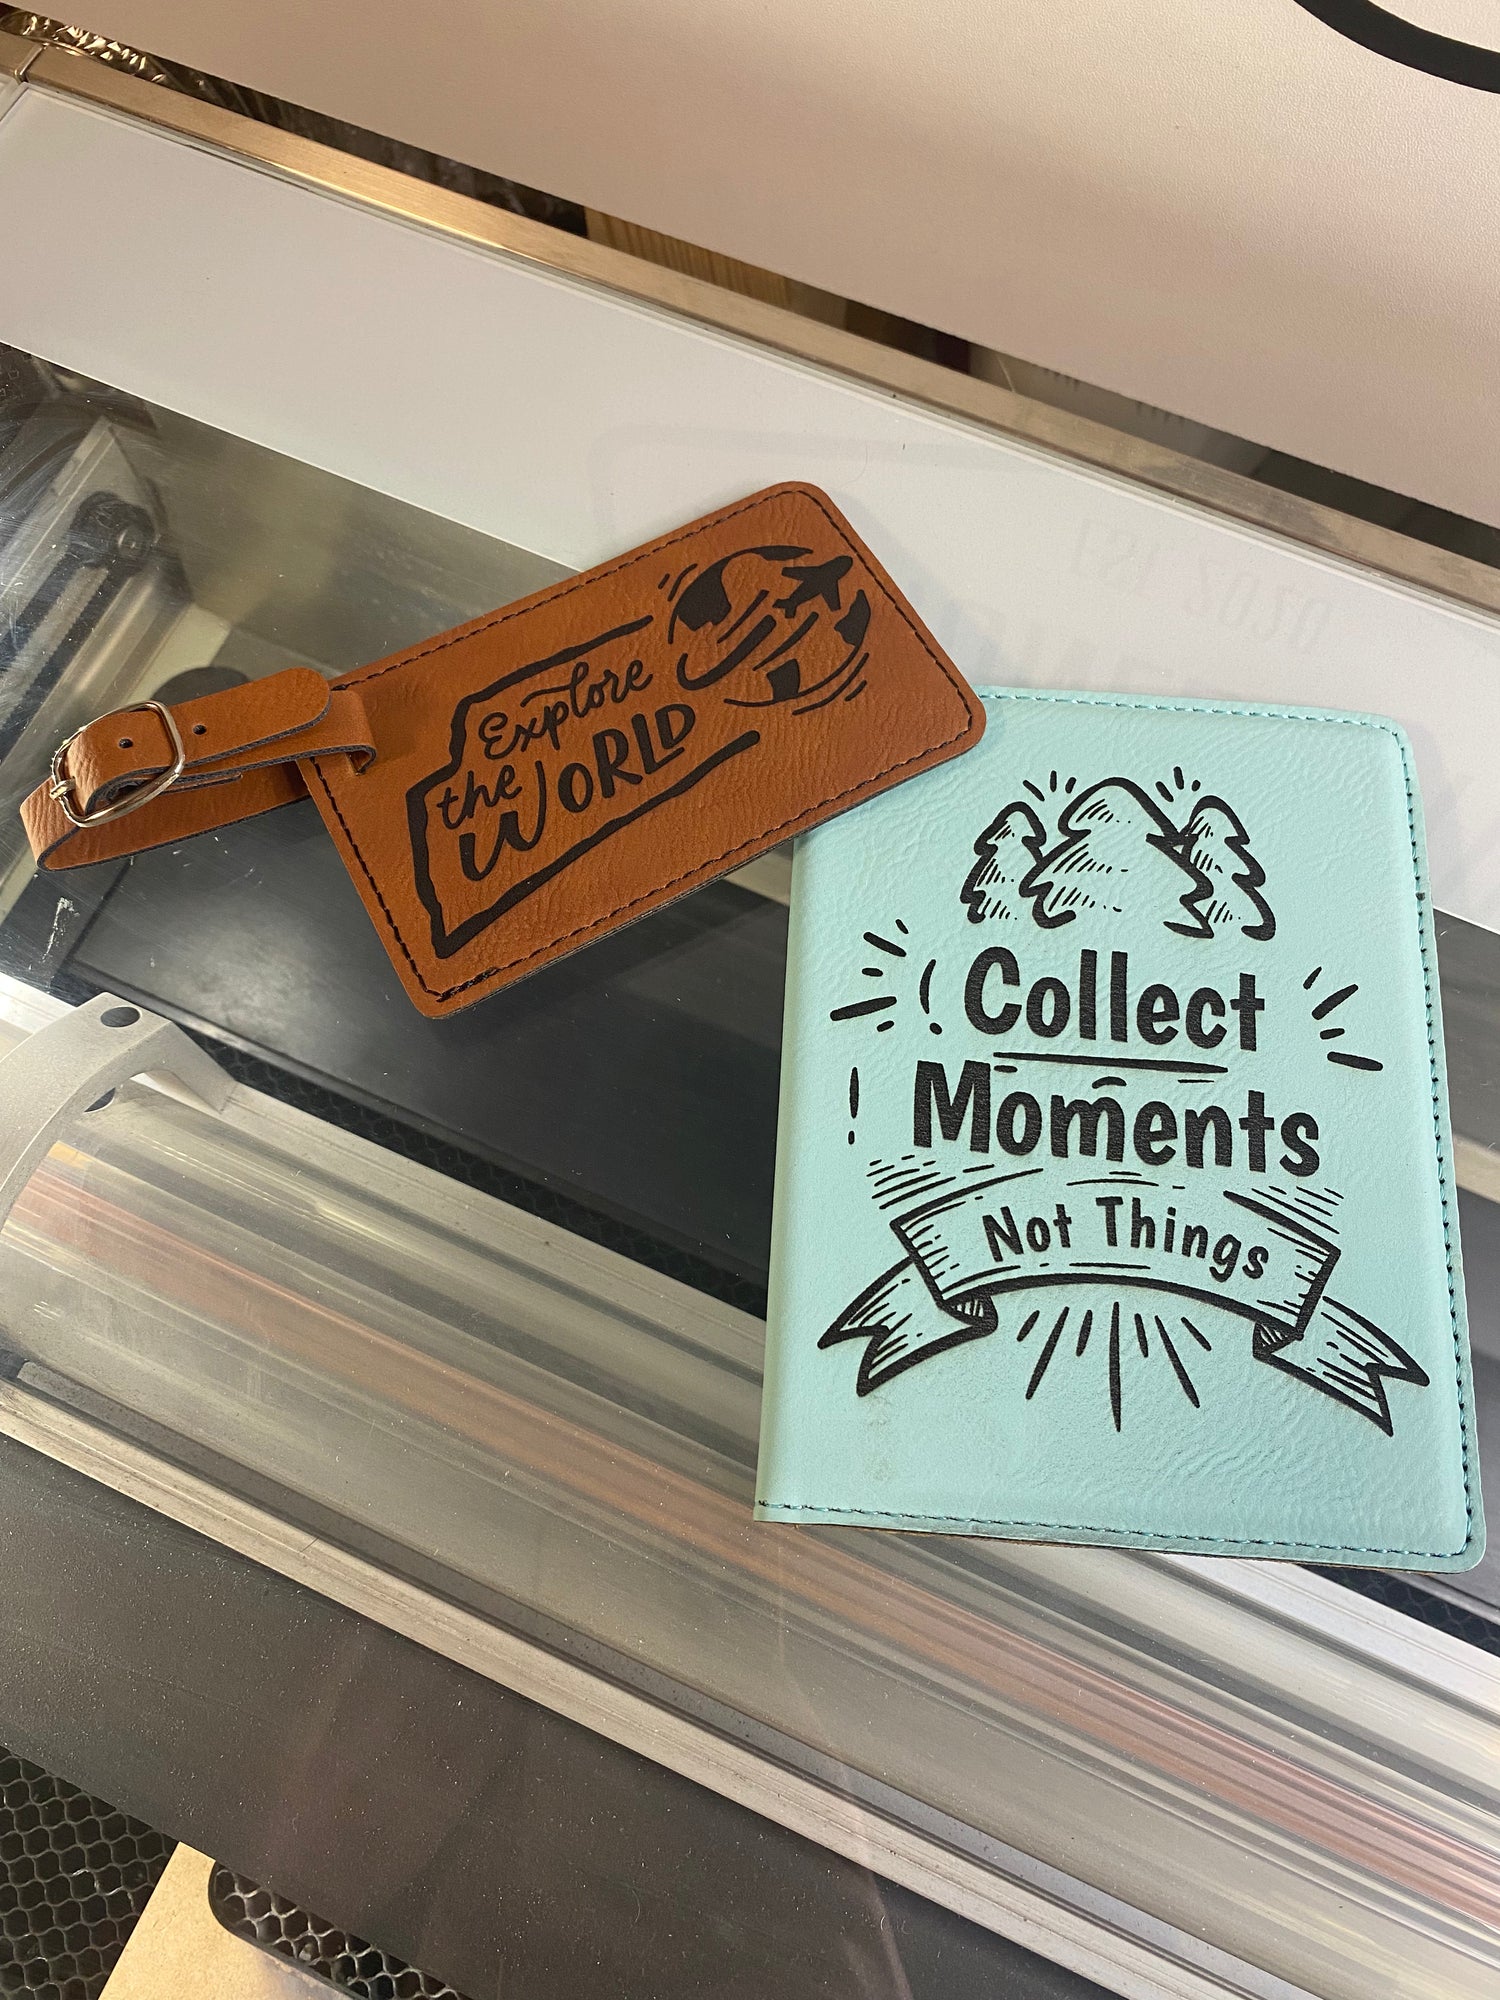 Explore
the WORLD
Collect
Moments
Not Things